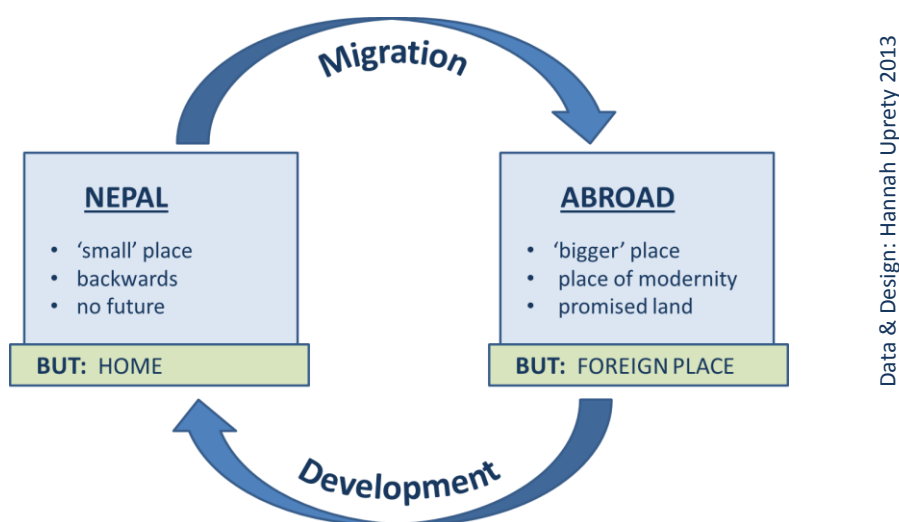 Migration
NEPAL
• ‘small’ place
• backwards
• no future
BUT: HOME
ABROAD
• ‘bigger’ place
• place of modernity
• promised land
BUT: FOREIGN PLACE
Development
Data & Design: Hannah Uprety 2013